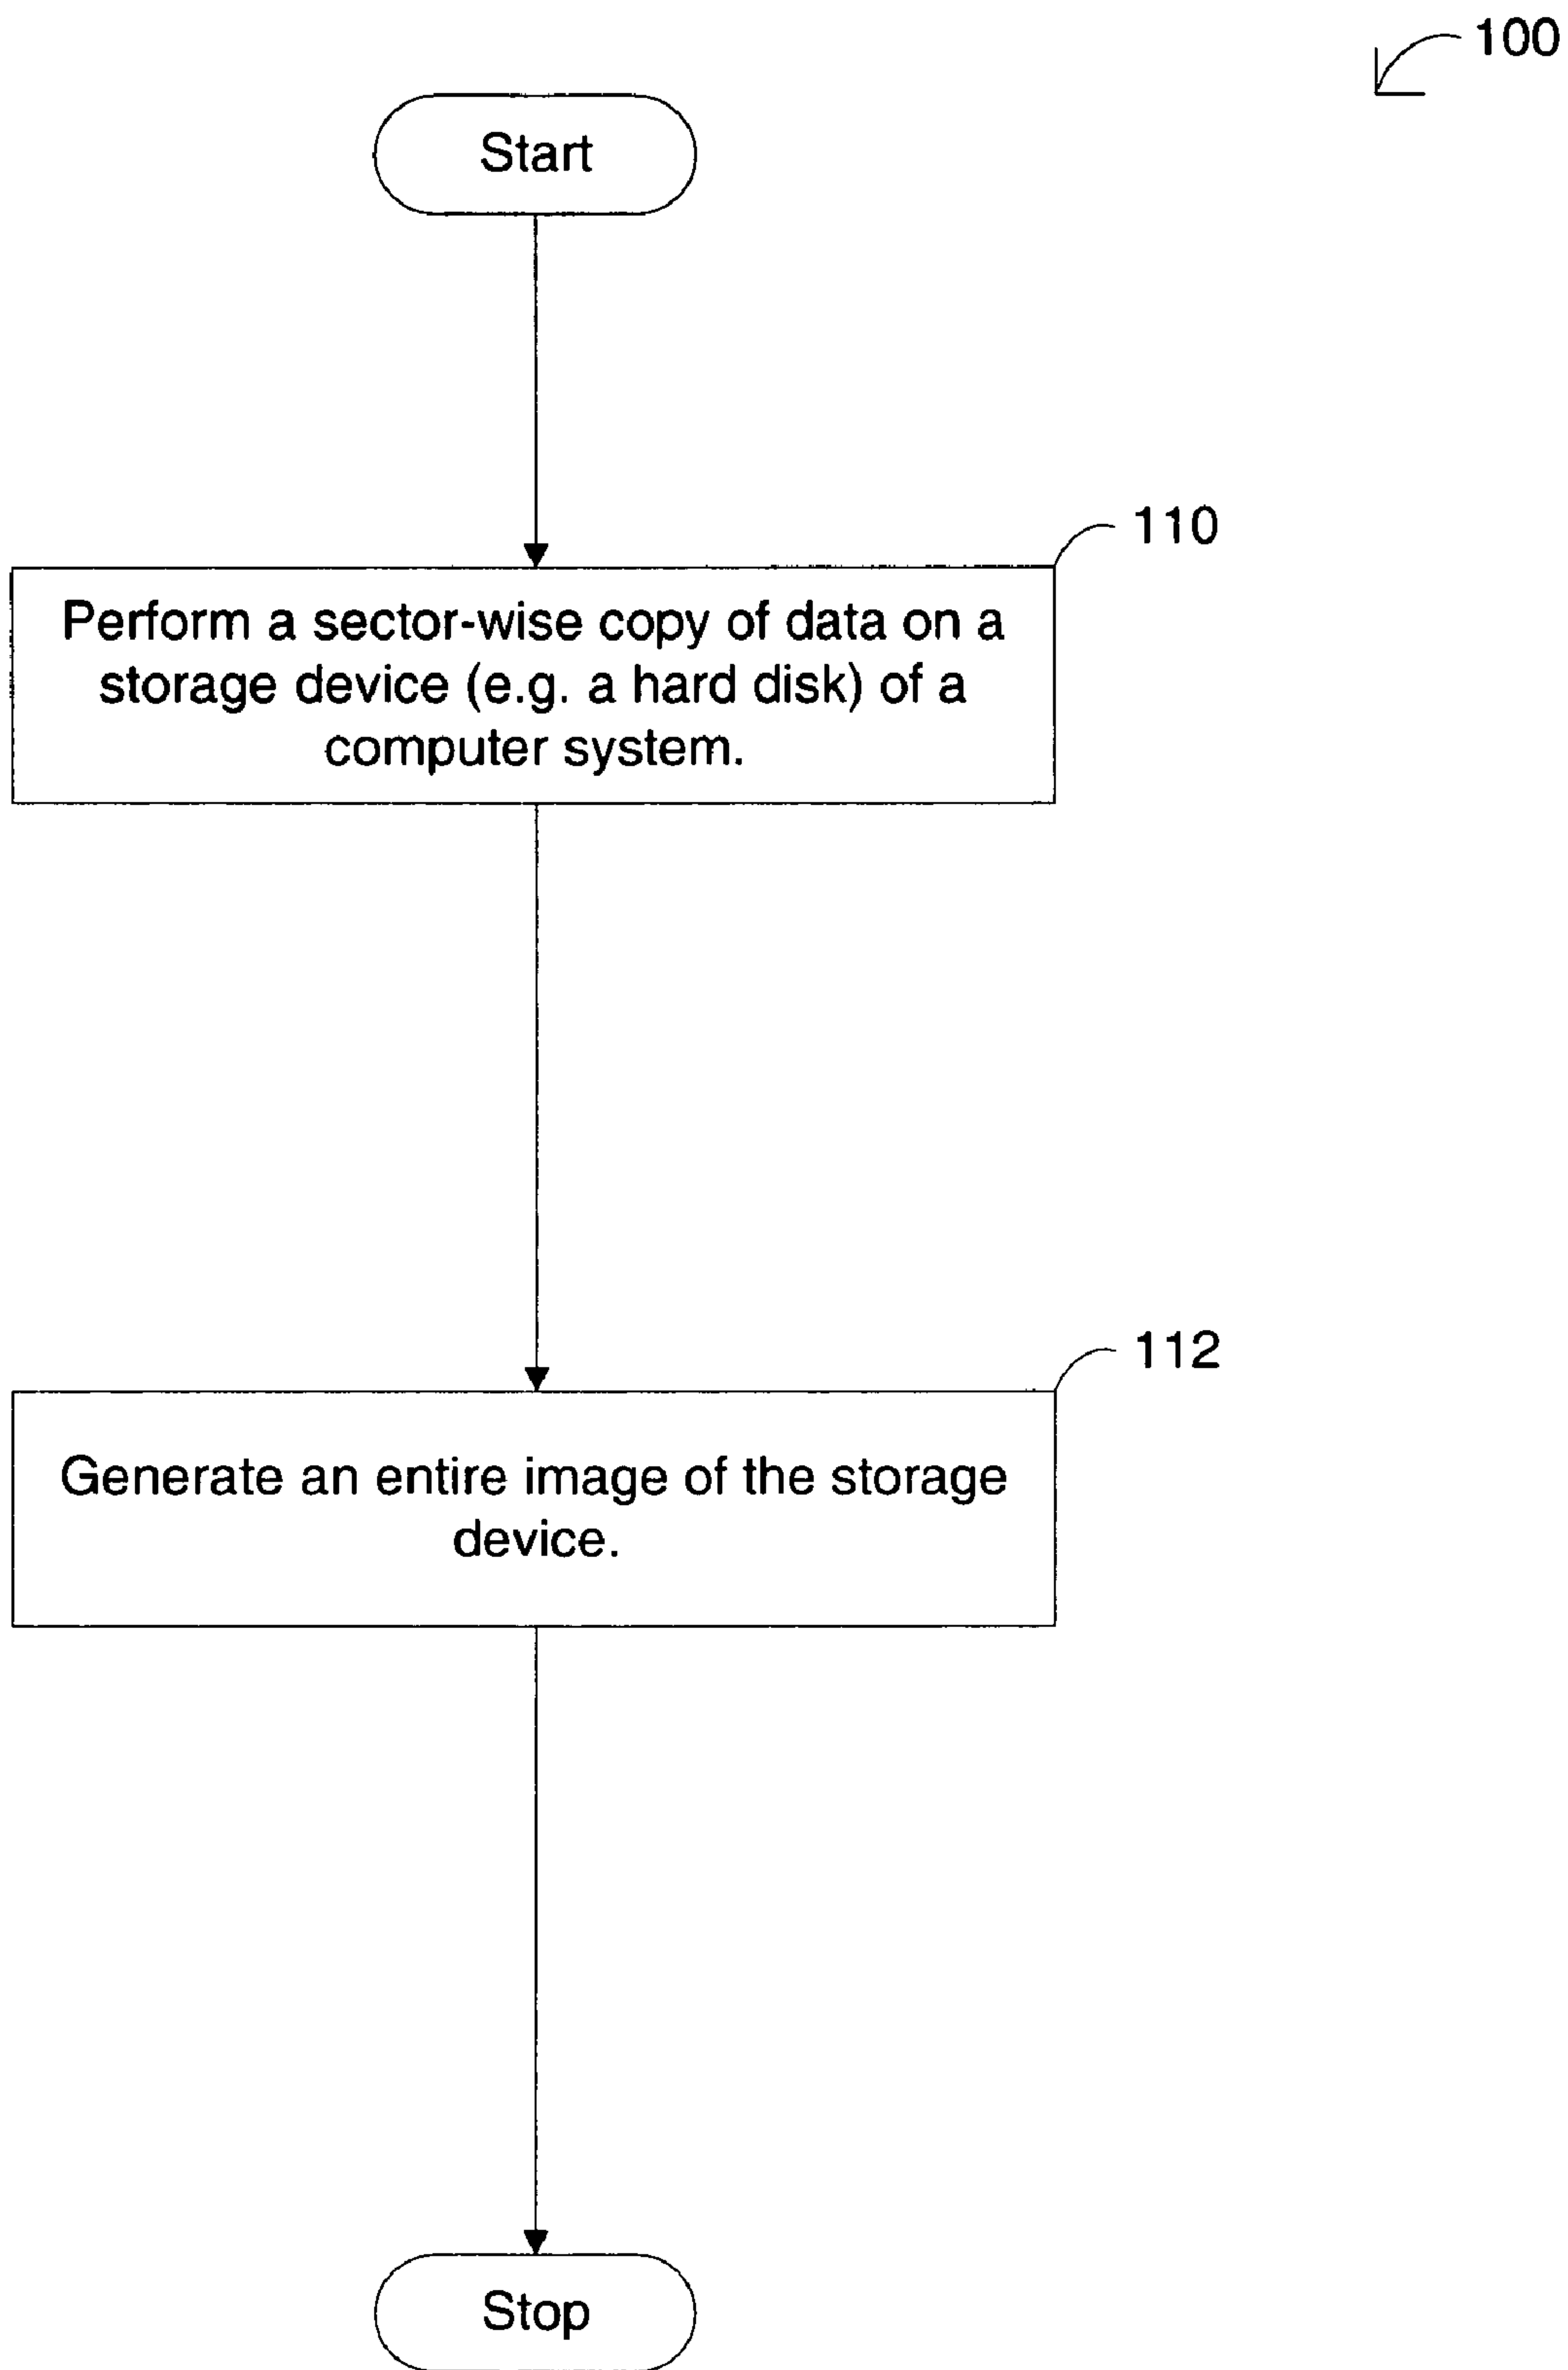 100
Start
110
Perform a sector-wise copy of data on a
storage device (e.g. a hard disk) of a
computer system.
112
Generate an entire image of the storage
device.
Stop